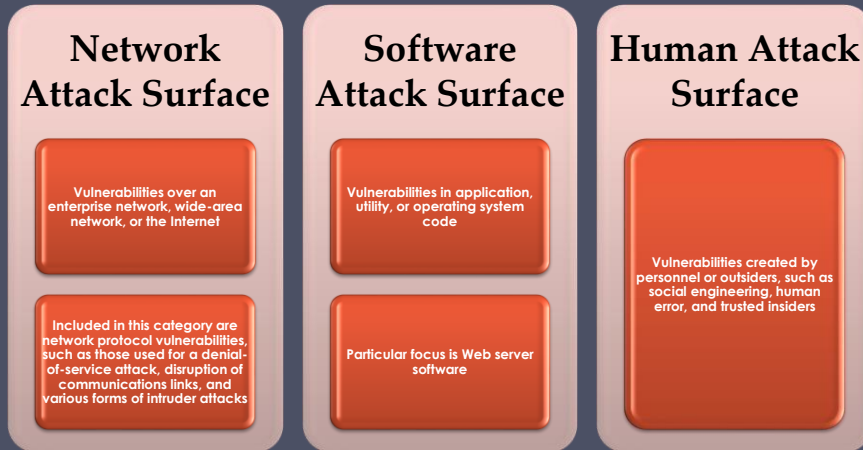 Network
Attack Surface
Vulnerabilities over an
enterprise network, wide-area
network, or the Internet
Included in this category are
network protocol vulnerabilities,
such as those used for a denial-
of-service attack, disruption of
communications links, and
various forms of intruder attacks
Software
Attack Surface
Vulnerabilities in application,
utility, or operating system
code
Particular focus is Web server
software
Human Attack
Surface
Vulnerabilities created by
personnel or outsiders, such as
social engineering, human
error, and trusted insiders